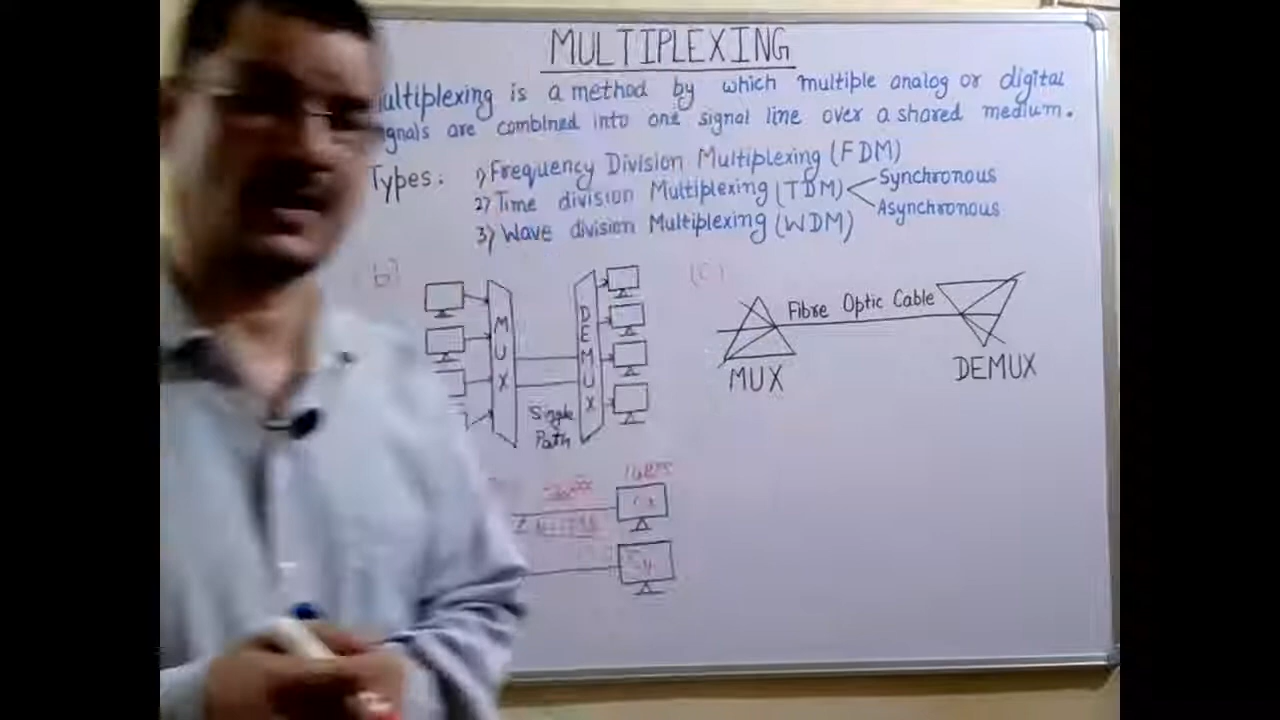 MULTIPLEXING
ultiplexing is a method by which multiple analog or digital
gnals are combined into one signal line over a shared medium.
Types: 1) Frequency Division Multiplexing (FDM)
2) Time division Multiplexing (TDM) Synchronous
Asynchronous
3) Wave division Multiplexing (WDM)
(b)
MUX
DEMUX
Single
Path
(c)
Fibre Optic Cable
MUX
DEMUX